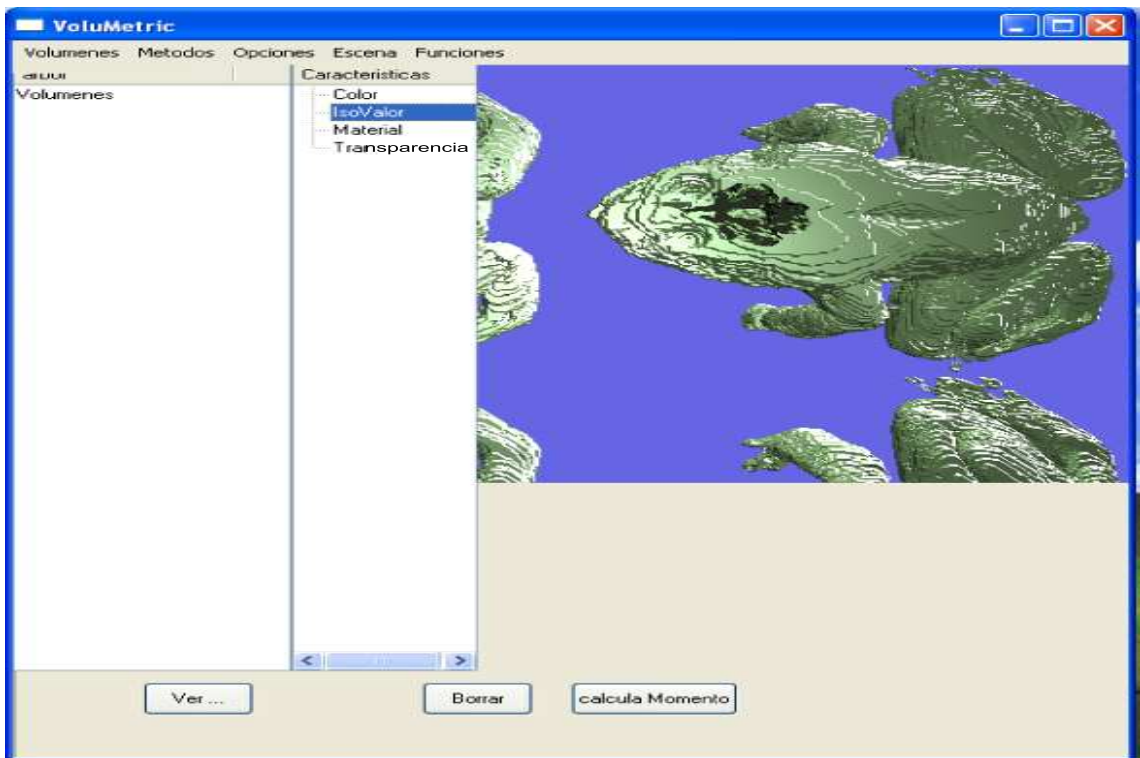 VoluMetric
Volumenes Metodos Opciones Escena Funciones
Caracteristicas
Volumenes
Color
IsoValor
Material
Transparencia
Ver ...
Borrar
calcula Momento